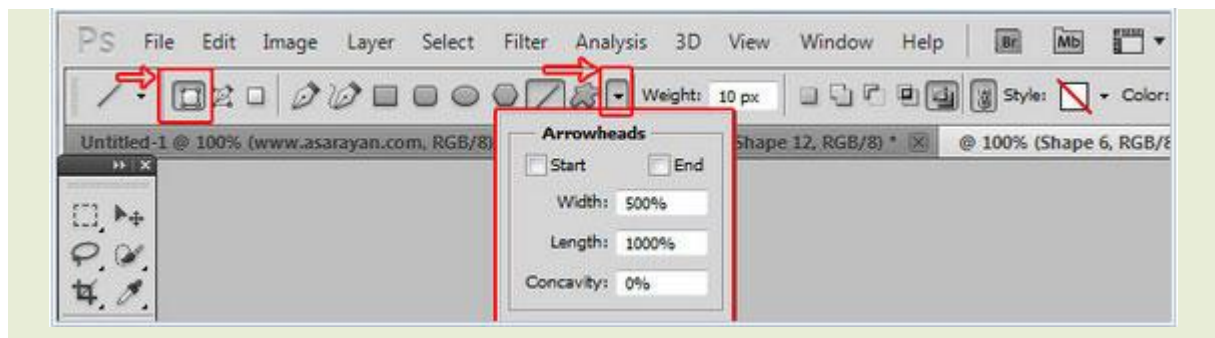 Ps File Edit Image Layer Select Filter Analysis 3D View Window Help Br Mb
Weight: 10 px Style: Color:
Untitled-1 @ 100% (www.asarayan.com, RGB/8) Shape 12, RGB/8) * @ 100% (Shape 6, RGB/8
Arrowheads
Start End
Width: 500%
Length: 1000%
Concavity: 0%